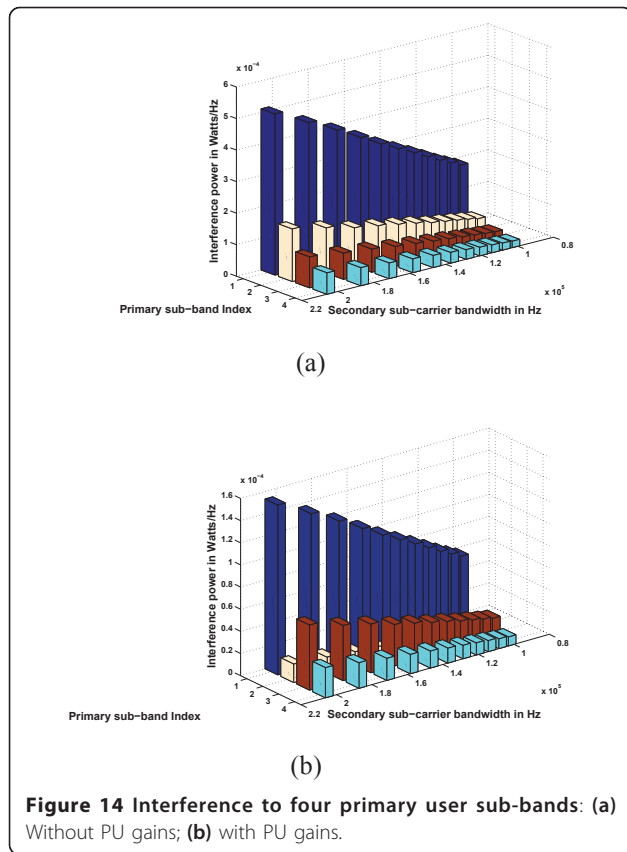 x 10⁻⁴
6
5
4
3
2
1
0
Interference power in Watts/Hz
1
2
3
4
Primary sub−band Index
2.2
2
1.8
1.6
1.4
1.2
1
0.8
x 10⁵
Secondary sub−carrier bandwidth in Hz
(a)
x 10⁻⁴
1.6
1.4
1.2
1
0.8
0.6
0.4
0.2
0
Interference power in Watts/Hz
1
2
3
4
Primary sub−band Index
2.2
2
1.8
1.6
1.4
1.2
1
0.8
x 10⁵
Secondary sub−carrier bandwidth in Hz
(b)
Figure 14 Interference to four primary user sub-bands: (a)
Without PU gains; (b) with PU gains.